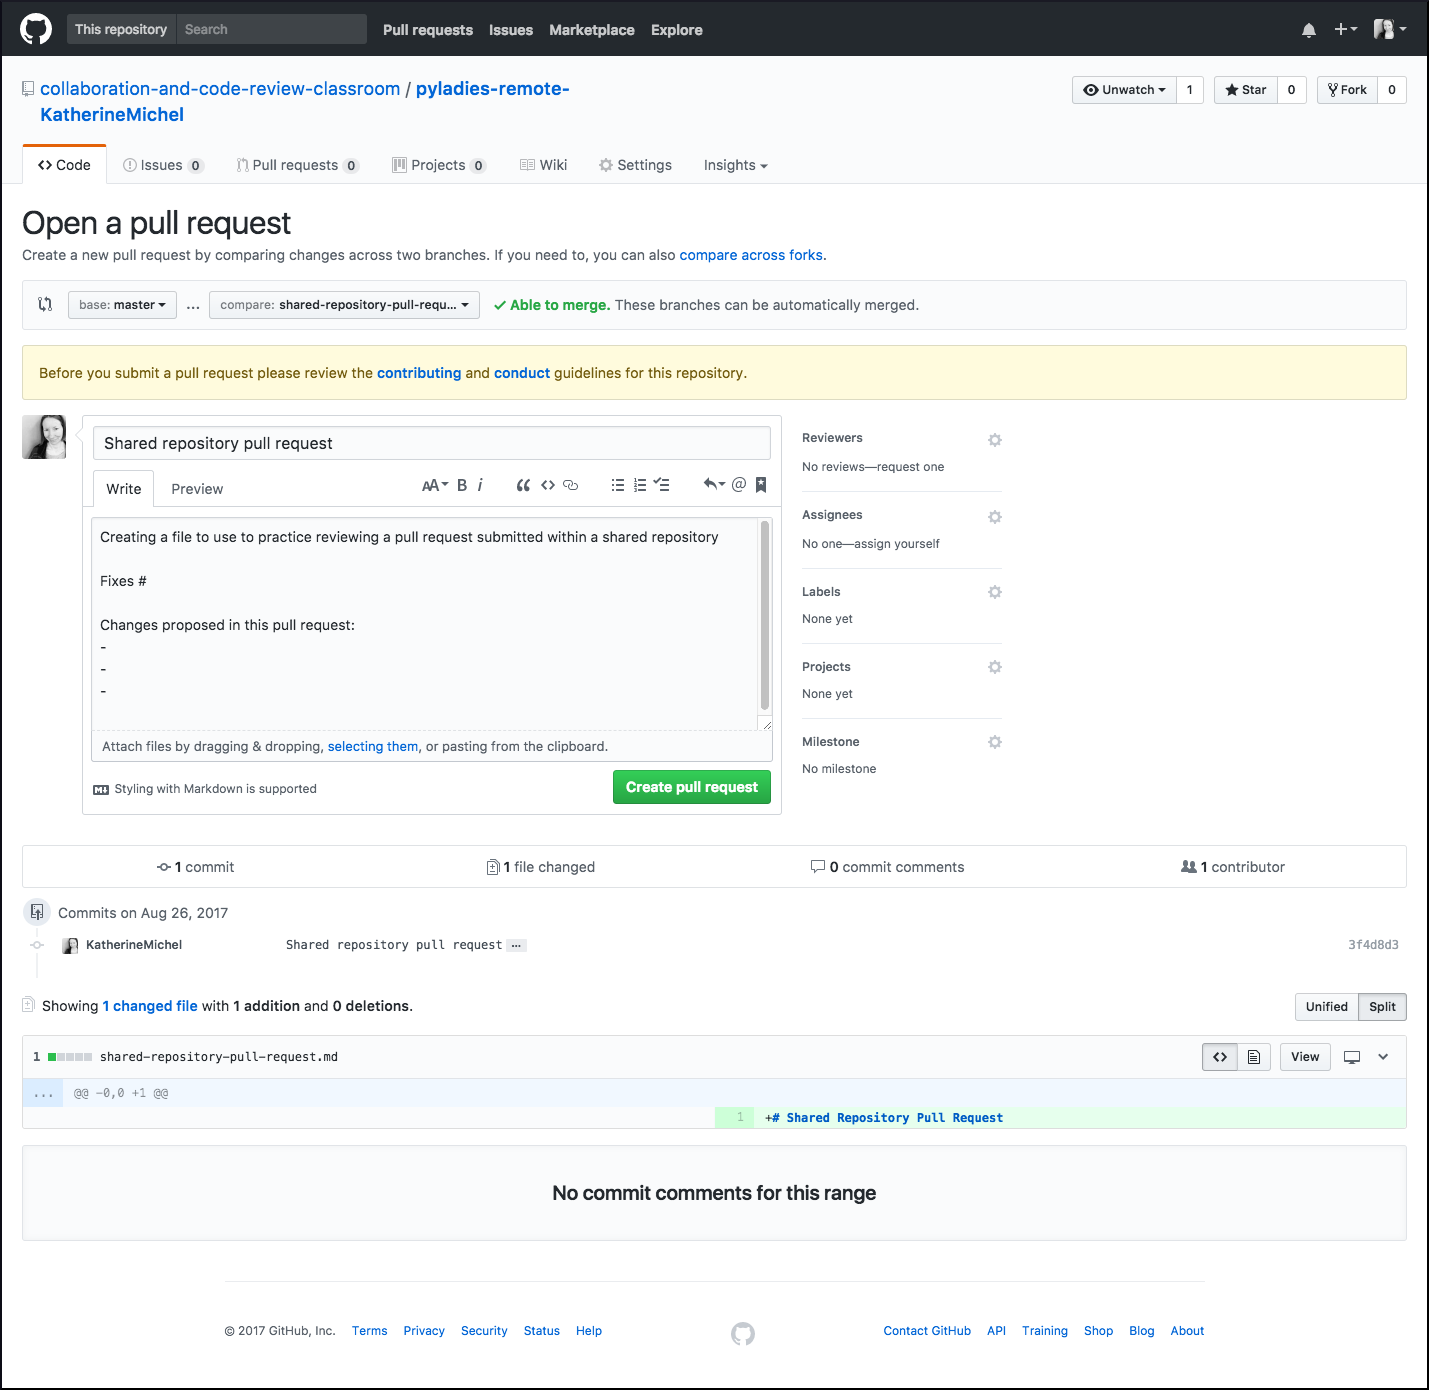 This repository Search Pull requests Issues Marketplace Explore
collaboration-and-code-review-classroom / pyladies-remote-
KatherineMichel
Unwatch 1 Star 0 Fork 0
Code Issues 0 Pull requests 0 Projects 0 Wiki Settings Insights
Open a pull request
Create a new pull request by comparing changes across two branches. If you need to, you can also compare across forks.
base: master ... compare: shared-repository-pull-requ... Able to merge. These branches can be automatically merged.
Before you submit a pull request please review the contributing and conduct guidelines for this repository.
Shared repository pull request
Write Preview AA B i
Creating a file to use to practice reviewing a pull request submitted within a shared repository
Fixes #
Changes proposed in this pull request:
-
-
-
Attach files by dragging & dropping, selecting them, or pasting from the clipboard.
Styling with Markdown is supported
Create pull request
Reviewers
No reviews—request one
Assignees
No one—assign yourself
Labels
None yet
Projects
None yet
Milestone
No milestone
1 commit 1 file changed 0 commit comments 1 contributor
Commits on Aug 26, 2017
KatherineMichel Shared repository pull request ... 3f4d8d3
Showing 1 changed file with 1 addition and 0 deletions.
Unified Split
1 shared-repository-pull-request.md View
... @@ -0,0 +1 @@
1 +# Shared Repository Pull Request
No commit comments for this range
© 2017 GitHub, Inc. Terms Privacy Security Status Help Contact GitHub API Training Shop Blog About